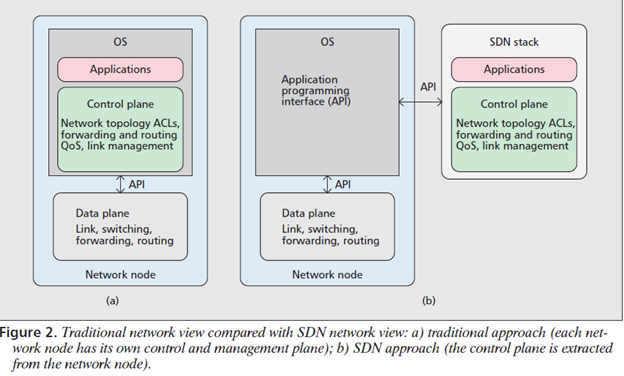 OS
Applications
Control plane
Network topology ACLs,
forwarding and routing
QoS, link management
API
Data plane
Link, switching,
forwarding, routing
Network node
(a)
OS
Application
programming
interface (API)
API
Data plane
Link, switching,
forwarding, routing
Network node
API
SDN stack
Applications
Control plane
Network topology ACLs,
forwarding and routing
QoS, link management
(b)
Figure 2. Traditional network view compared with SDN network view: a) traditional approach (each net-
work node has its own control and management plane); b) SDN approach (the control plane is extracted
from the network node).